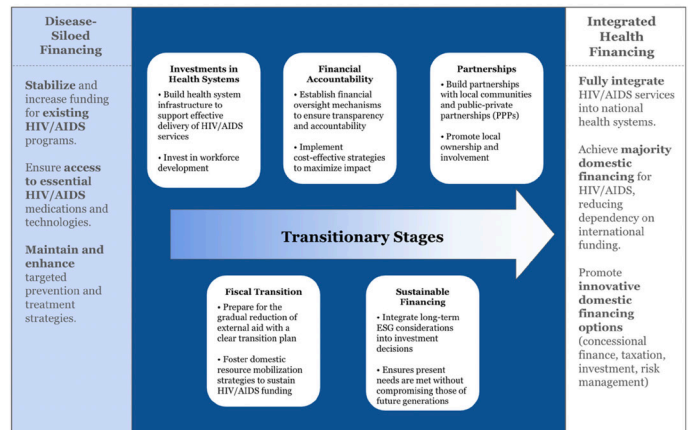 Disease-
Siloed
Financing
Stabilize and
increase funding
for existing
HIV/AIDS
programs.
Ensure access
to essential
HIV/AIDS
medications and
technologies.
Maintain and
enhance
targeted
prevention and
treatment
strategies.
Investments in
Health Systems
• Build health system
infrastructure to
support effective
delivery of HIV/AIDS
services
• Invest in workforce
development
Financial
Accountability
• Establish financial
oversight mechanisms
to ensure transparency
and accountability
• Implement
cost-effective strategies
to maximize impact
Partnerships
• Build partnerships
with local communities
and public-private
partnerships (PPPs)
• Promote local
ownership and
involvement
Transitionary Stages
Fiscal Transition
• Prepare for the
gradual reduction of
external aid with a
clear transition plan
• Foster domestic
resource mobilization
strategies to sustain
HIV/AIDS funding
Sustainable
Financing
• Integrate long-term
ESG considerations
into investment
decisions
• Ensures present
needs are met without
compromising those of
future generations
Integrated
Health
Financing
Fully integrate
HIV/AIDS services
into national
health systems.
Achieve majority
domestic
financing for
HIV/AIDS,
reducing
dependency on
international
funding.
Promote
innovative
domestic
financing
options
(concessional
finance, taxation,
investment, risk
management)